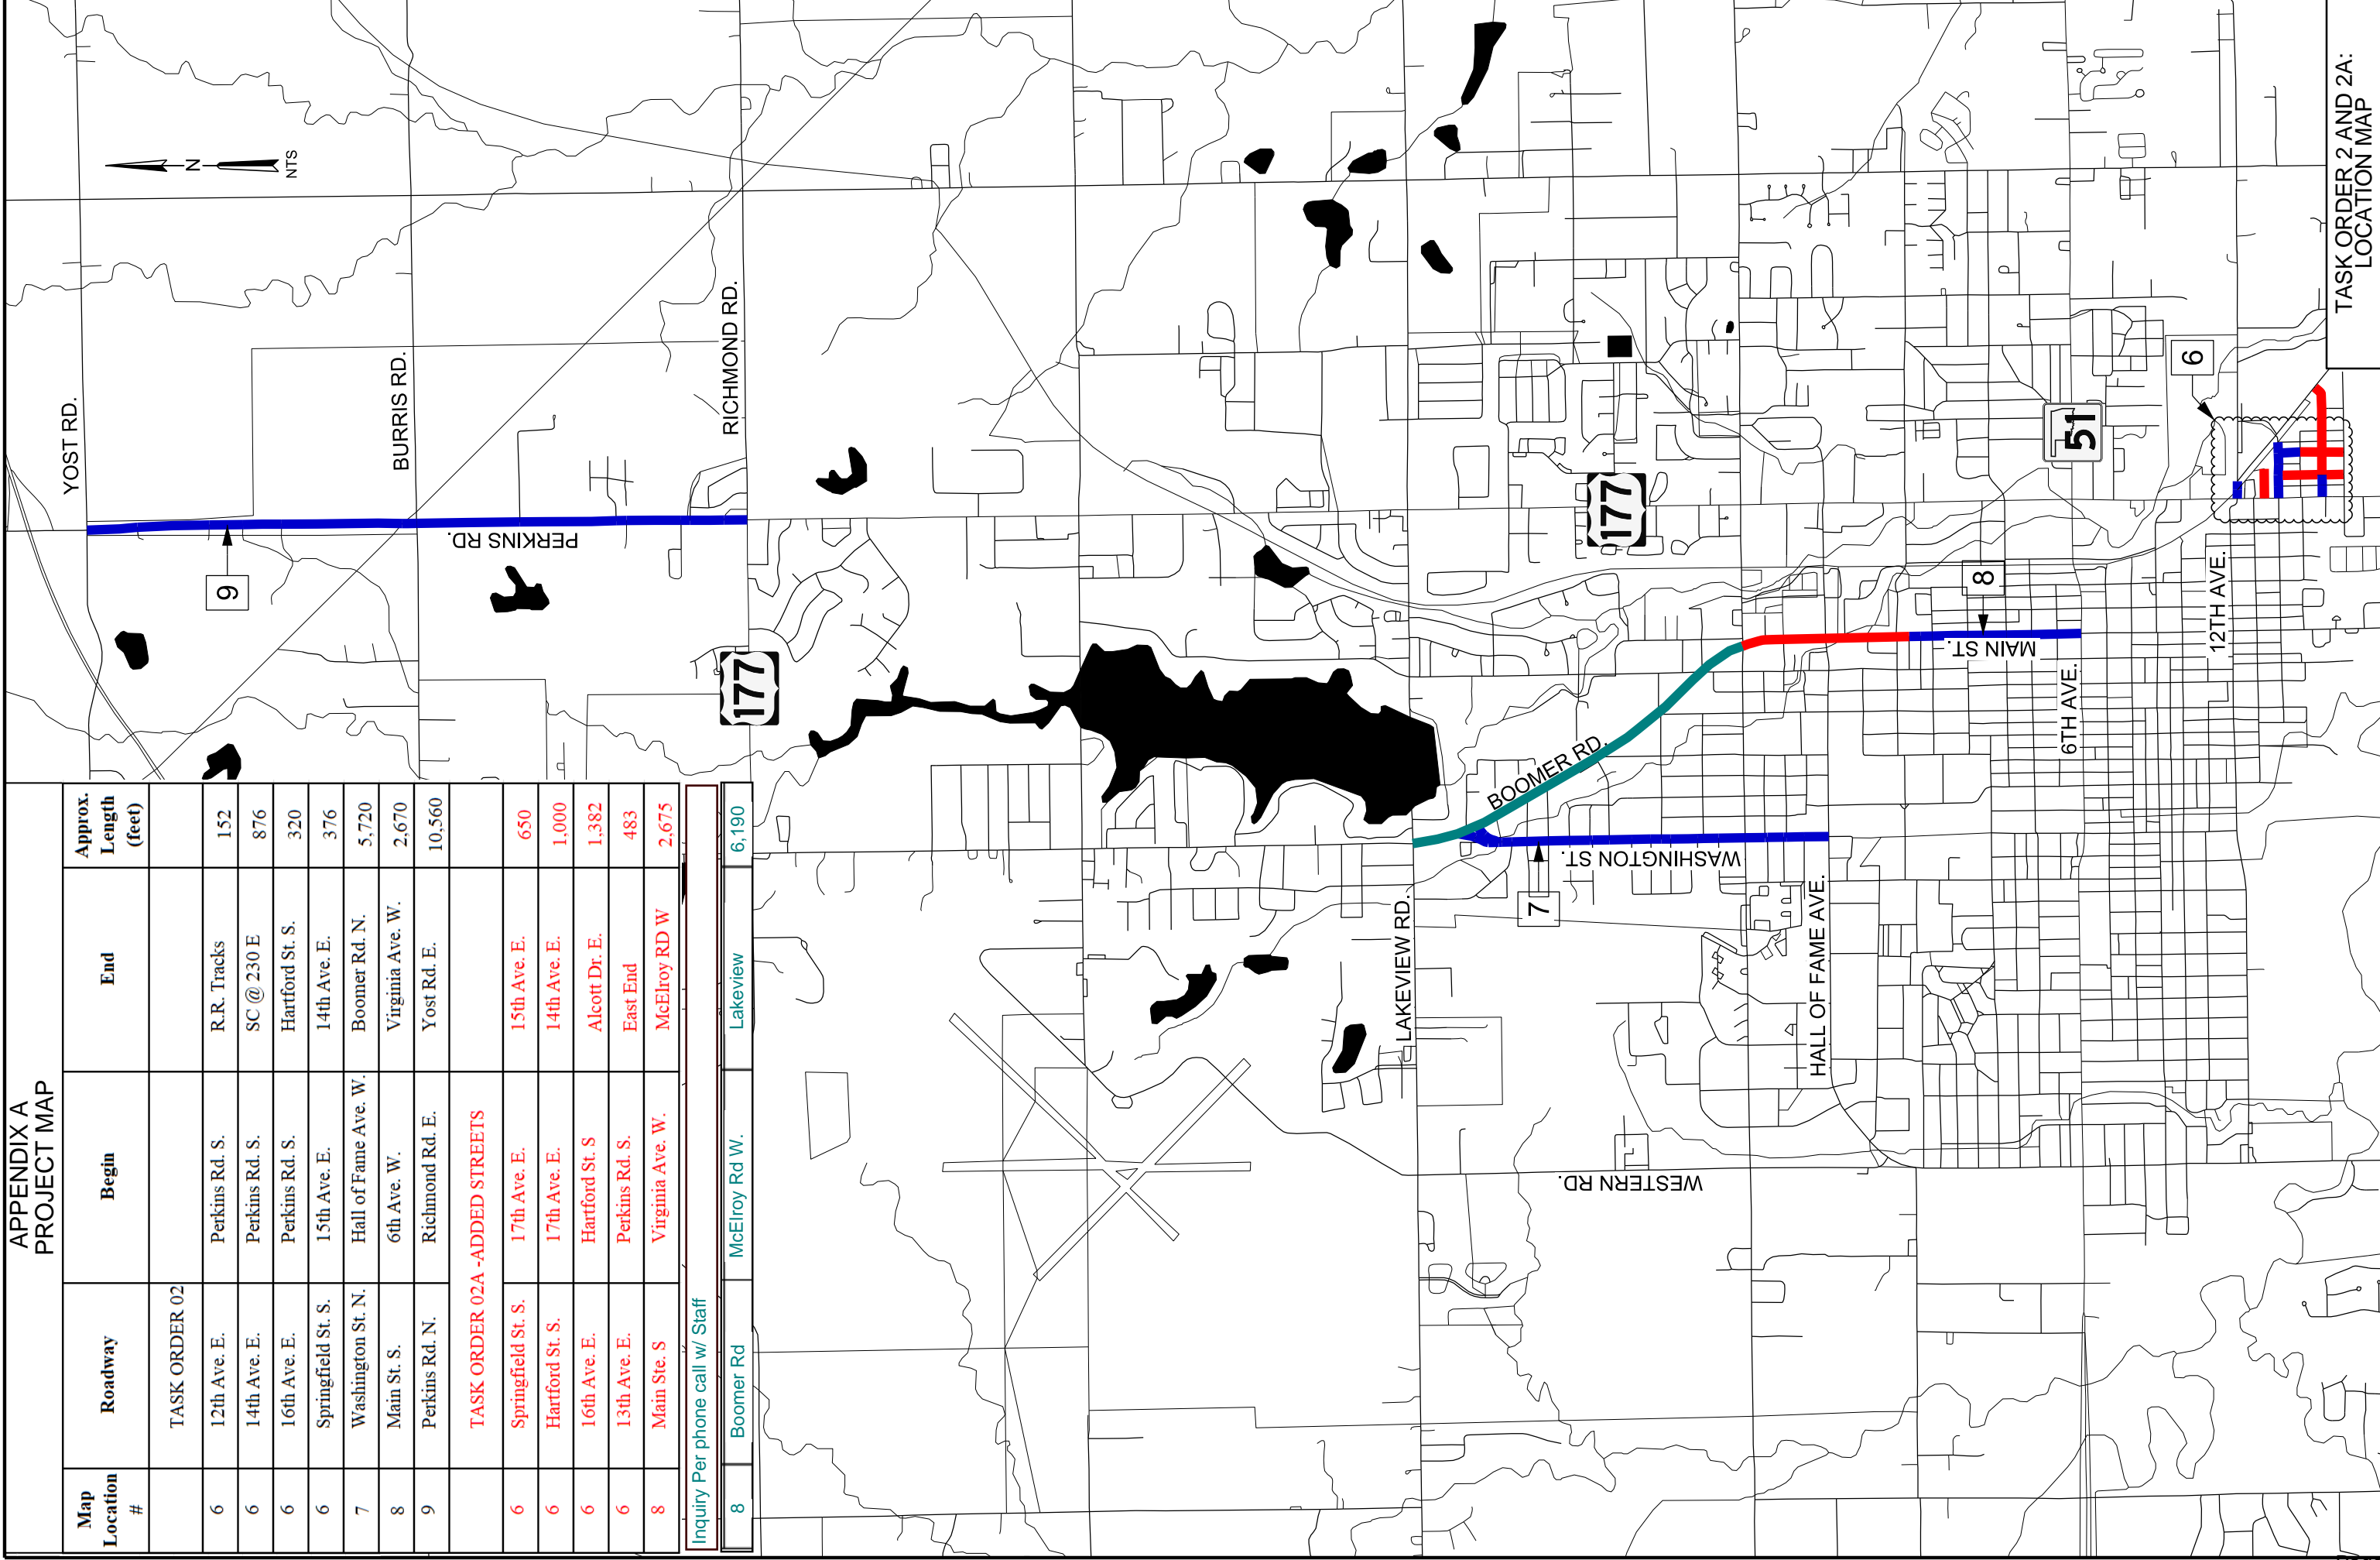 APPENDIX A
PROJECT MAP
Map Location # Roadway Begin End Approx. Length (feet)
TASK ORDER 02
6 12th Ave. E. Perkins Rd. S. R.R. Tracks 152
6 14th Ave. E. Perkins Rd. S. SC @ 230 E 876
6 16th Ave. E. Perkins Rd. S. Hartford St. S. 320
6 Springfield St. S. 15th Ave. E. 14th Ave. E. 376
7 Washington St. N. Hall of Fame Ave. W. Boomer Rd. N. 5,720
8 Main St. S. 6th Ave. W. Virginia Ave. W. 2,670
9 Perkins Rd. N. Richmond Rd. E. Yost Rd. E. 10,560
TASK ORDER 02A -ADDED STREETS
6 Springfield St. S. 17th Ave. E. 15th Ave. E. 650
6 Hartford St. S. 17th Ave. E. 14th Ave. E. 1,000
6 16th Ave. E. Hartford St. S Alcott Dr. E. 1,382
6 13th Ave. E. Perkins Rd. S. East End 483
8 Main Ste. S Virginia Ave. W. McElroy RD W 2,675
Inquiry Per phone call w/ Staff
8 Boomer Rd McElroy Rd W. Lakeview 6,190
YOST RD.
N
NTS
BURRIS RD.
9
PERKINS RD.
RICHMOND RD.
177
LAKEVIEW RD.
BOOMER RD.
7
WASHINGTON ST.
WESTERN RD.
177
HALL OF FAME AVE.
8
MAIN ST.
51
6TH AVE.
6
12TH AVE.
TASK ORDER 2 AND 2A:
LOCATION MAP